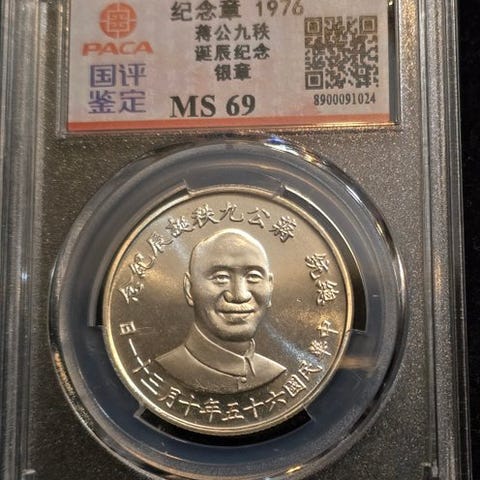 PACA
国评
鉴定
纪念章 1976
蒋公九秩
诞辰纪念
银章
MS 69
8900091024
總統 蔣公九秩誕辰紀念
中華民國六十五年十月三十一日